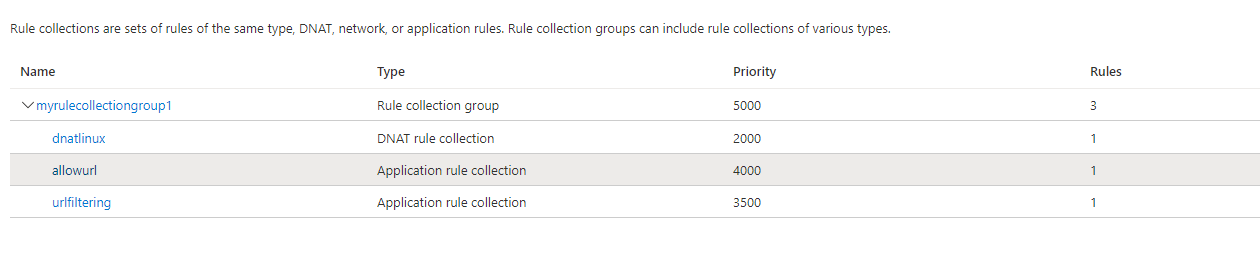 Rule collections are sets of rules of the same type, DNAT, network, or application rules. Rule collection groups can include rule collections of various types.
Name Type Priority Rules
myrulecollectiongroup1 Rule collection group 5000 3
dnatlinux DNAT rule collection 2000 1
allowurl Application rule collection 4000 1
urlfiltering Application rule collection 3500 1